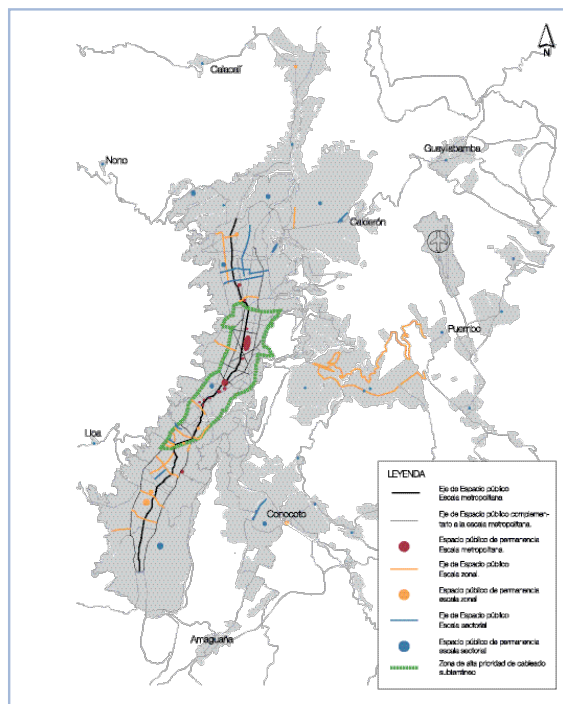 N
Calacalí
Guayllabamba
Nono
Calderón
Puembo
Lloa
Conocoto
Amaguaña
LEYENDA
Eje de Espacio público
Escala metropolitana.
Eje de Espacio público complemen-
tario a la escala metropolitana.
Espacio público de permanencia
Escala metropolitana.
Eje de Espacio público
Escala zonal.
Espacio público de permanencia
escala zonal
Eje de Espacio público
Escala sectorial
Espacio público de permanencia
escala sectorial
Zona de alta prioridad de cableado
subterráneo